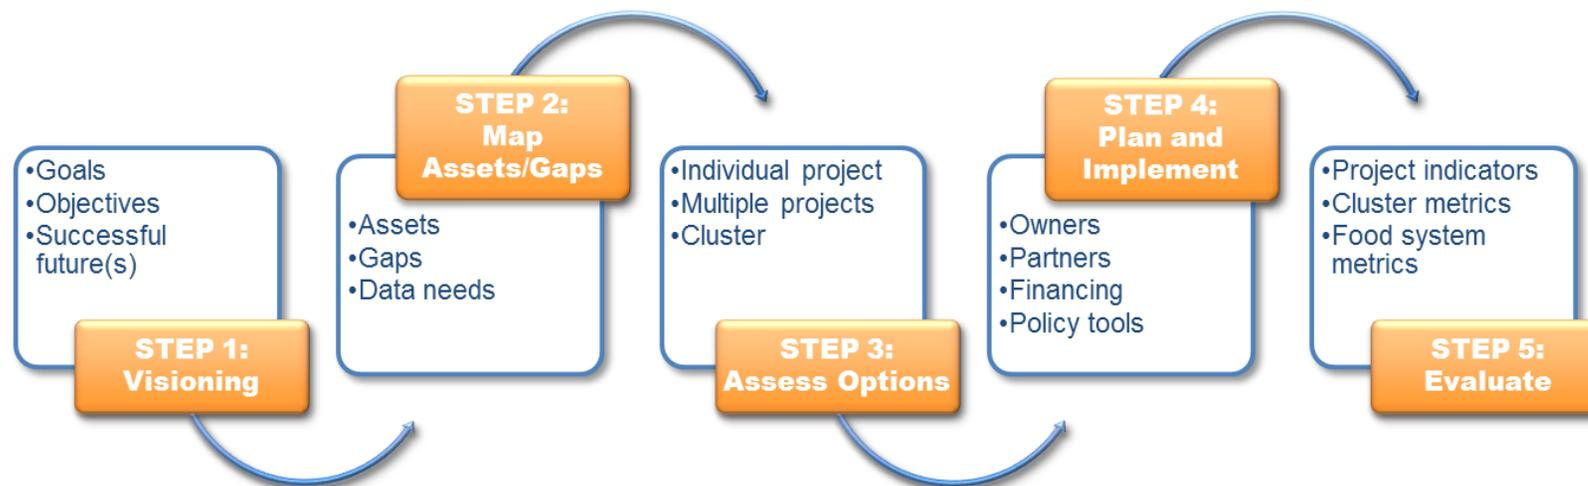 •Goals
•Objectives
•Successful
future(s)
STEP 1:
Visioning
STEP 2:
Map
Assets/Gaps
•Assets
•Gaps
•Data needs
•Individual project
•Multiple projects
•Cluster
STEP 3:
Assess Options
STEP 4:
Plan and
Implement
•Owners
•Partners
•Financing
•Policy tools
•Project indicators
•Cluster metrics
•Food system
metrics
STEP 5:
Evaluate